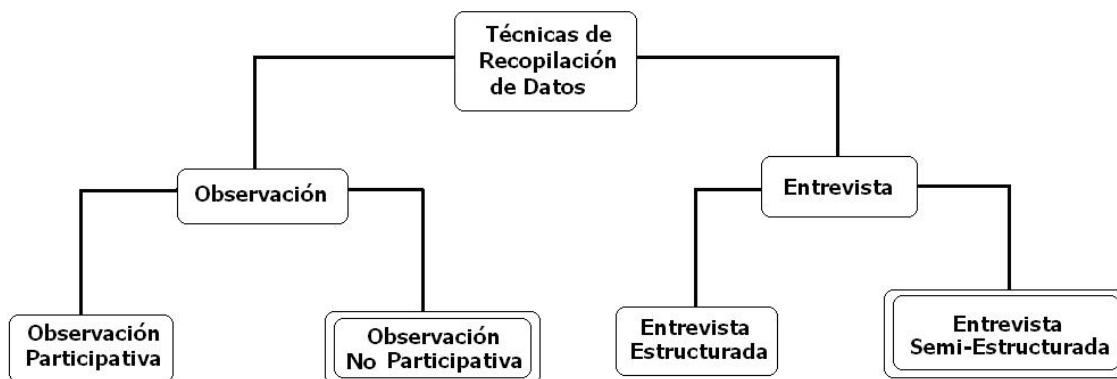 Técnicas de
Recopilación
de Datos
Observación
Entrevista
Observación
Participativa
Observación
No Participativa
Entrevista
Estructurada
Entrevista
Semi-Estructurada